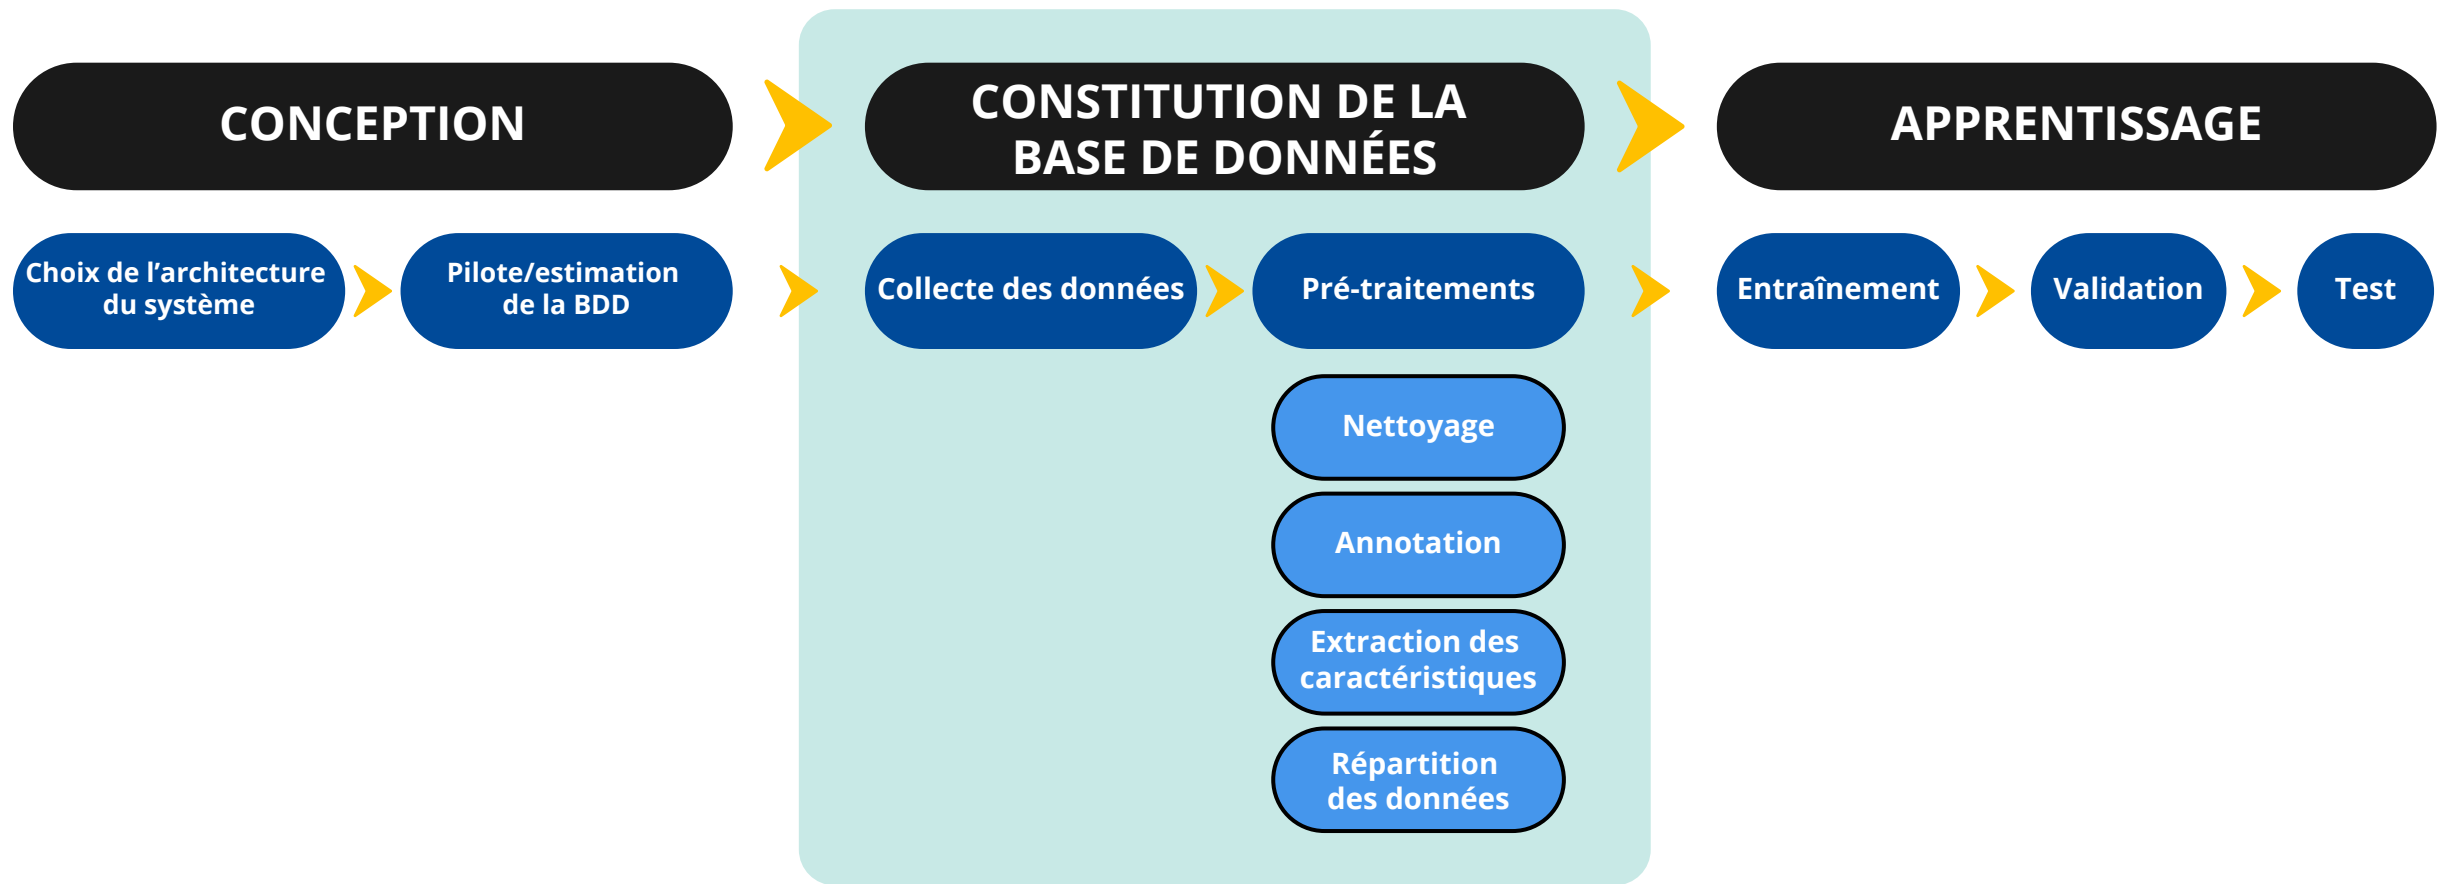 CONCEPTION
CONSTITUTION DE LA
BASE DE DONNÉES
APPRENTISSAGE
Choix de l’architecture
du système
Pilote/estimation
de la BDD
Collecte des données
Pré-traitements
Entraînement
Validation
Test
Nettoyage
Annotation
Extraction des
caractéristiques
Répartition
des données